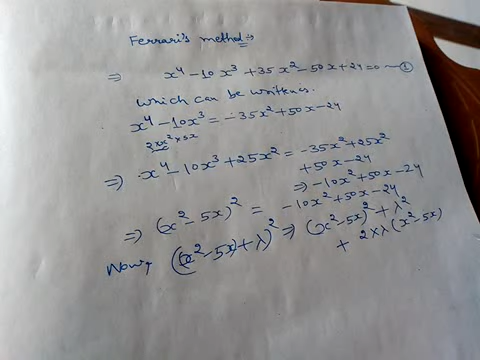 Ferrari's method :-
⇒ x⁴ - 10x³ + 35x² - 50x + 24 = 0 — ①
Which can be written as.
x⁴ - 10x³ = -35x² + 50x - 24
2×x²×5x
⇒ x⁴ - 10x³ + 25x² = -35x² + 25x²
+ 50x - 24
⇒ -10x² + 50x - 24
⇒ (x² - 5x)² = -10x² + 50x - 24
Now, ((x² - 5x) + λ)² ⇒ (x² - 5x)² + λ²
+ 2×λ(x² - 5x)